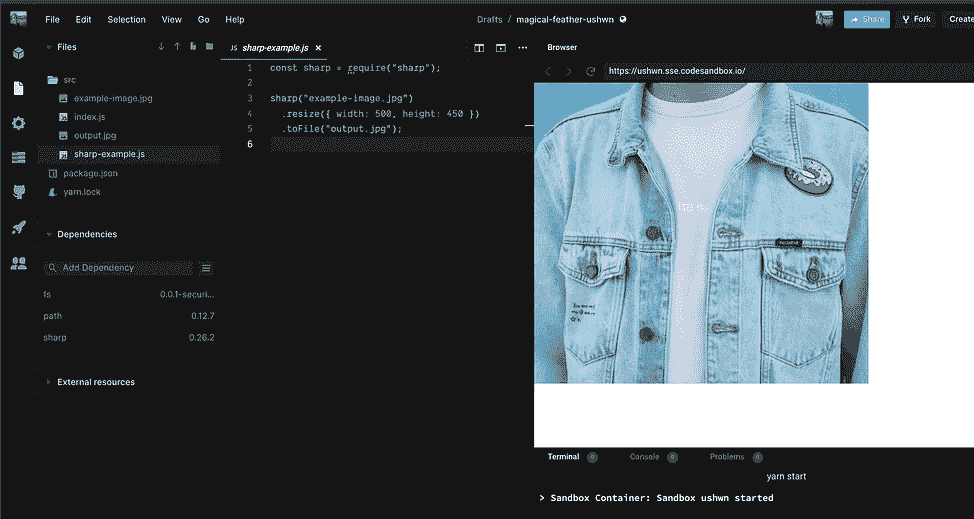 File Edit Selection View Go Help
Drafts / magical-feather-ushwn
Share
Fork
Create
Files
JS sharp-example.js
Browser
https://ushwn.sse.codesandbox.io/
src
example-image.jpg
index.js
output.jpg
sharp-example.js
package.json
yarn.lock
1 const sharp = require("sharp");
2
3 sharp("example-image.jpg")
4 .resize({ width: 500, height: 450 })
5 .toFile("output.jpg");
6
Dependencies
Add Dependency
fs 0.0.1-securi...
path 0.12.7
sharp 0.26.2
External resources
Terminal 0 Console 0 Problems 0
yarn start
> Sandbox Container: Sandbox ushwn started